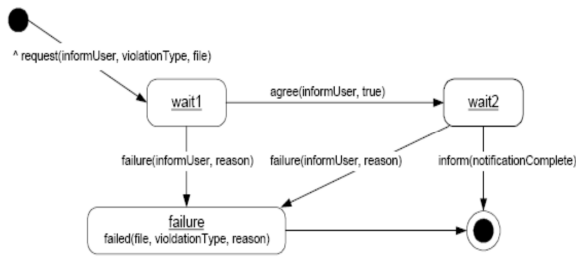 ^ request(informUser, violationType, file)
wait1
agree(informUser, true)
wait2
failure(informUser, reason)
failure(informUser, reason)
inform(notificationComplete)
failure
failed(file, violdationType, reason)